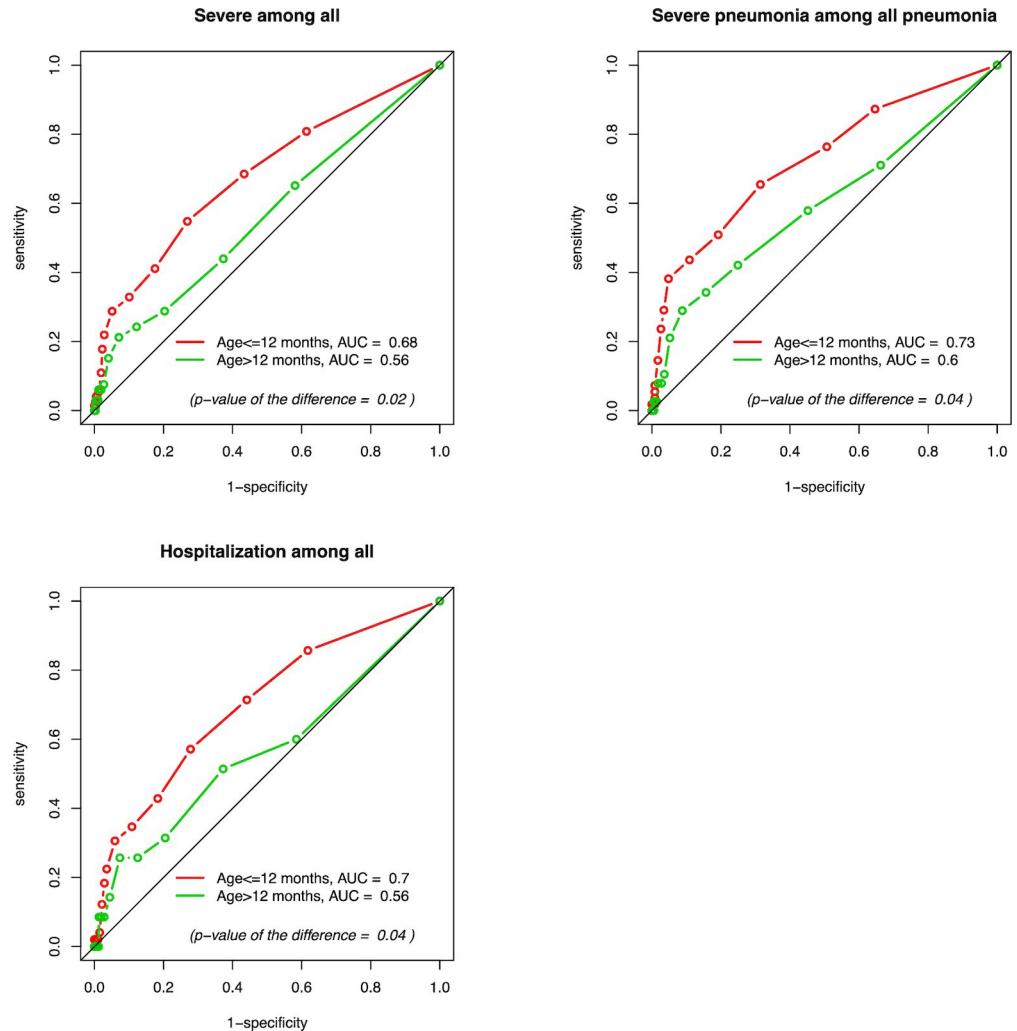 Severe among all
sensitivity
0.0 0.2 0.4 0.6 0.8 1.0
Age<=12 months, AUC = 0.68
Age>12 months, AUC = 0.56
(p-value of the difference = 0.02 )
0.0 0.2 0.4 0.6 0.8 1.0
1-specificity
Severe pneumonia among all pneumonia
sensitivity
0.0 0.2 0.4 0.6 0.8 1.0
Age<=12 months, AUC = 0.73
Age>12 months, AUC = 0.6
(p-value of the difference = 0.04 )
0.0 0.2 0.4 0.6 0.8 1.0
1-specificity
Hospitalization among all
sensitivity
0.0 0.2 0.4 0.6 0.8 1.0
Age<=12 months, AUC = 0.7
Age>12 months, AUC = 0.56
(p-value of the difference = 0.04 )
0.0 0.2 0.4 0.6 0.8 1.0
1-specificity